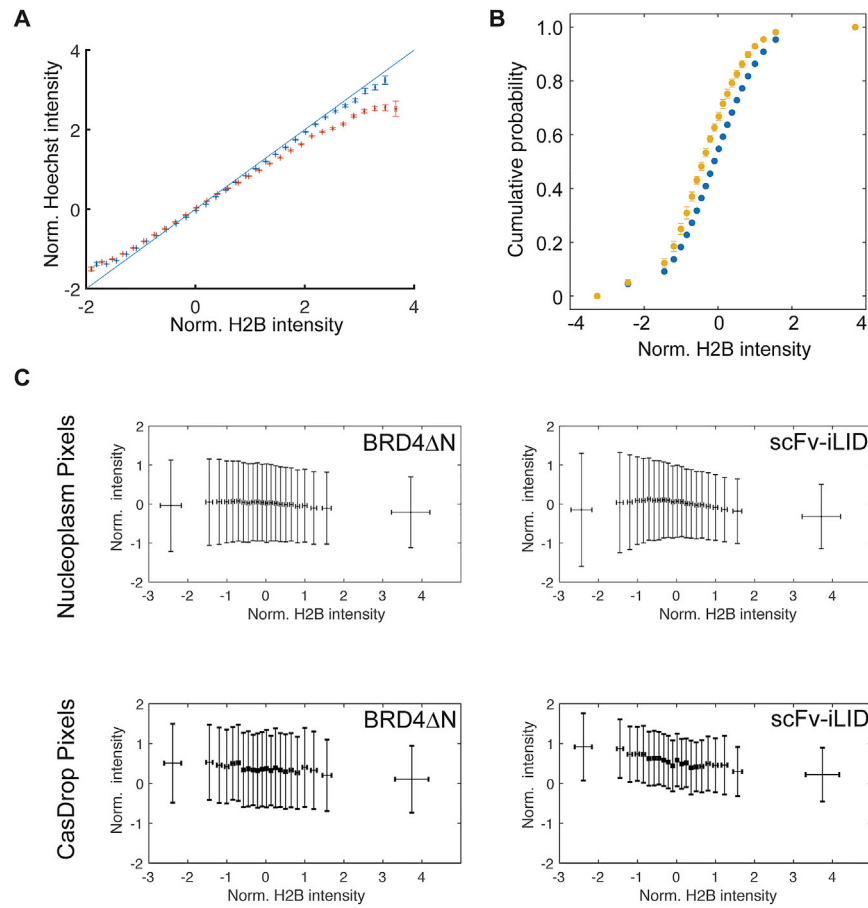 A
Norm. Hoechst intensity
4
2
0
-2
-2
0
2
4
Norm. H2B intensity
B
Cumulative probability
1.0
0.8
0.6
0.4
0.2
0
-4
-2
0
2
4
Norm. H2B intensity
C
Nucleoplasm Pixels
BRD4ΔN
Norm. intensity
2
1
0
-1
-2
-3 -2 -1 0 1 2 3 4
Norm. H2B intensity
scFv-iLID
Norm. intensity
2
1
0
-1
-2
-3 -2 -1 0 1 2 3 4
Norm. H2B intensity
CasDrop Pixels
BRD4ΔN
Norm. intensity
2
1
0
-1
-2
-3 -2 -1 0 1 2 3 4
Norm. H2B intensity
scFv-iLID
Norm. intensity
2
1
0
-1
-2
-3 -2 -1 0 1 2 3 4
Norm. H2B intensity